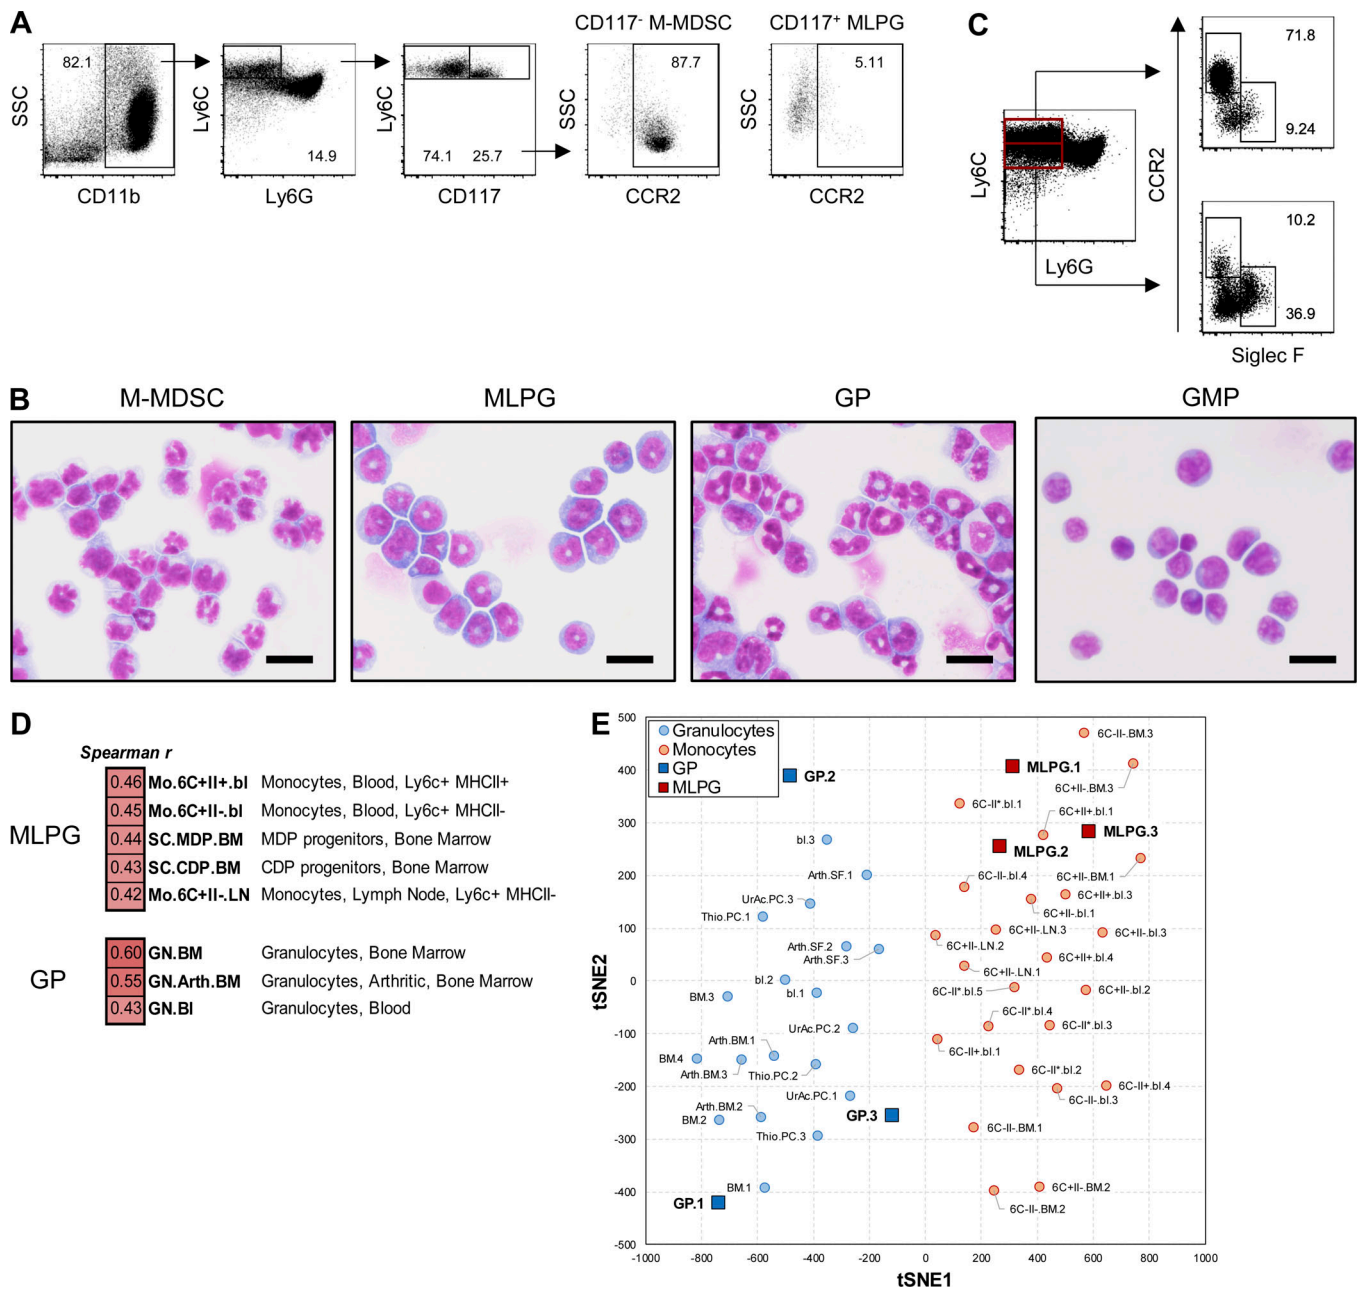 A
CD117- M-MDSC
CD117+ MLPG
82.1
14.9
74.1 25.7
87.7
5.11
SSC
Ly6C
Ly6C
SSC
SSC
CD11b
Ly6G
CD117
CCR2
CCR2
C
71.8
9.24
Ly6C
CCR2
Ly6G
10.2
36.9
Siglec F
B
M-MDSC
MLPG
GP
GMP
D
Spearman r
MLPG
0.46 Mo.6C+II+.bl Monocytes, Blood, Ly6c+ MHCII+
0.45 Mo.6C+II-.bl Monocytes, Blood, Ly6c+ MHCII-
0.44 SC.MDP.BM MDP progenitors, Bone Marrow
0.43 SC.CDP.BM CDP progenitors, Bone Marrow
0.42 Mo.6C+II-.LN Monocytes, Lymph Node, Ly6c+ MHCII-
GP
0.60 GN.BM Granulocytes, Bone Marrow
0.55 GN.Arth.BM Granulocytes, Arthritic, Bone Marrow
0.43 GN.Bl Granulocytes, Blood
E
Granulocytes
Monocytes
GP
MLPG
tSNE2
500
400
300
200
100
0
-100
-200
-300
-400
-500
6C-II-.BM.3
MLPG.1
GP.2
6C+II-.BM.3
6C-II*.bl.1
6C+II+.bl.1
MLPG.3
bl.3
MLPG.2
Arth.SF.1
6C-II-.bl.4
6C+II-.BM.1
UrAc.PC.3
6C+II+.bl.3
Thio.PC.1
6C+II-.bl.1
6C+II-.LN.3
6C+II-.bl.3
Arth.SF.2
6C+II-.LN.2
Arth.SF.3
6C+II+.bl.4
6C+II-.LN.1
bl.2
6C-II*.bl.5
6C+II-.bl.2
BM.3
bl.1
6C-II*.bl.4
UrAc.PC.2
6C-II*.bl.3
Arth.BM.1
6C-II+.bl.1
BM.4
Arth.BM.3
Thio.PC.2
6C-II*.bl.2
UrAc.PC.1
6C-II+.bl.4
6C-II-.bl.3
Arth.BM.2
GP.3
BM.2
Thio.PC.3
6C-II-.BM.1
BM.1
GP.1
6C+II-.BM.2
6C-II-.BM.2
-1000 -800 -600 -400 -200 0 200 400 600 800 1000
tSNE1